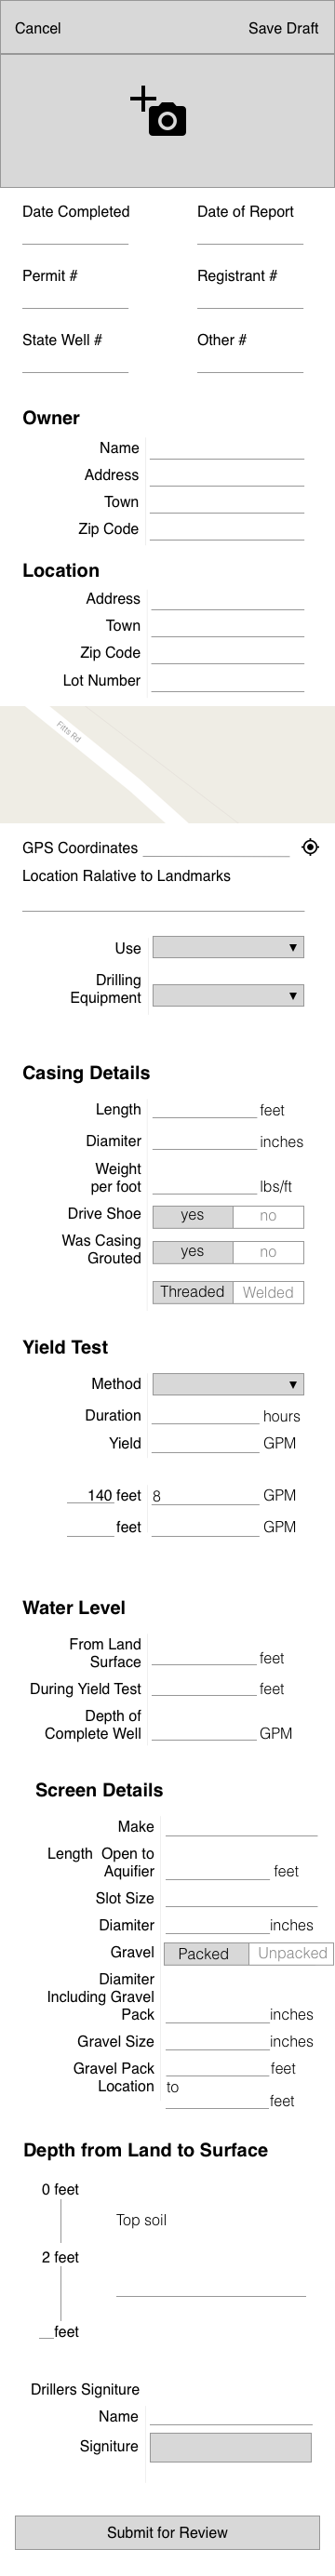 Cancel Save Draft
Date Completed Date of Report
Permit # Registrant #
State Well # Other #
Owner
Name
Address
Town
Zip Code
Location
Address
Town
Zip Code
Lot Number
Fitts Rd
GPS Coordinates
Location Ralative to Landmarks
Use
Drilling
Equipment
Casing Details
Length feet
Diamiter inches
Weight
per foot lbs/ft
Drive Shoe yes no
Was Casing
Grouted yes no
Threaded Welded
Yield Test
Method
Duration hours
Yield GPM
140 feet 8 GPM
feet GPM
Water Level
From Land
Surface feet
During Yield Test feet
Depth of
Complete Well GPM
Screen Details
Make
Length Open to
Aquifier feet
Slot Size
Diamiter inches
Gravel Packed Unpacked
Diamiter
Including Gravel
Pack inches
Gravel Size inches
Gravel Pack feet
Location to
feet
Depth from Land to Surface
0 feet
Top soil
2 feet
feet
Drillers Signiture
Name
Signiture
Submit for Review